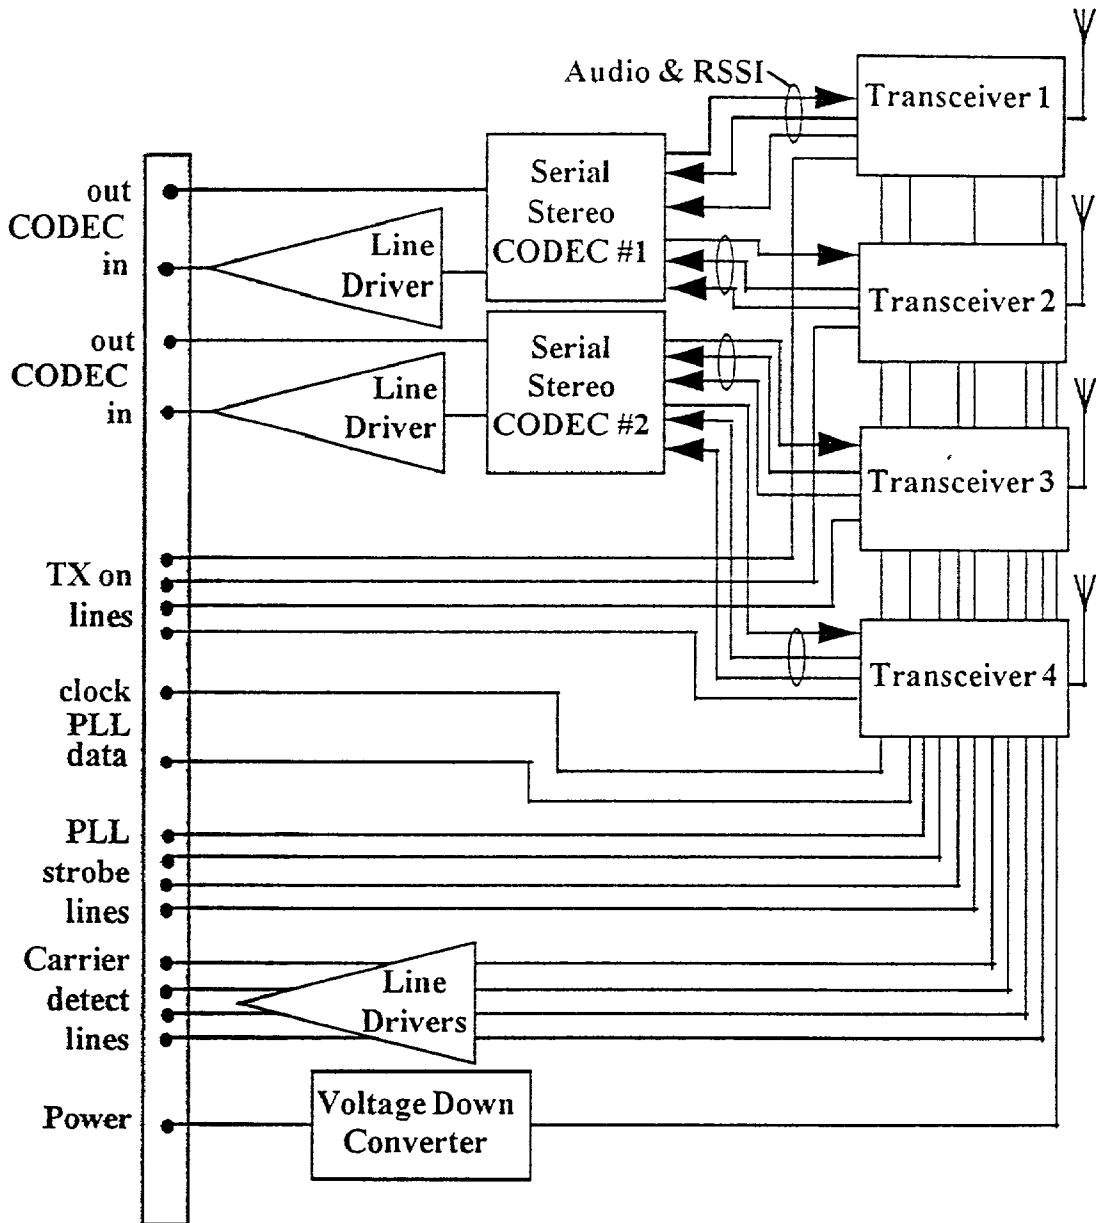 Audio & RSSI
Transceiver 1
out
CODEC
in
Line
Driver
Serial
Stereo
CODEC #1
Transceiver 2
out
CODEC
in
Line
Driver
Serial
Stereo
CODEC #2
Transceiver 3
TX on
lines
Transceiver 4
clock
PLL
data
PLL
strobe
lines
Carrier
detect
lines
Line
Drivers
Power
Voltage Down
Converter